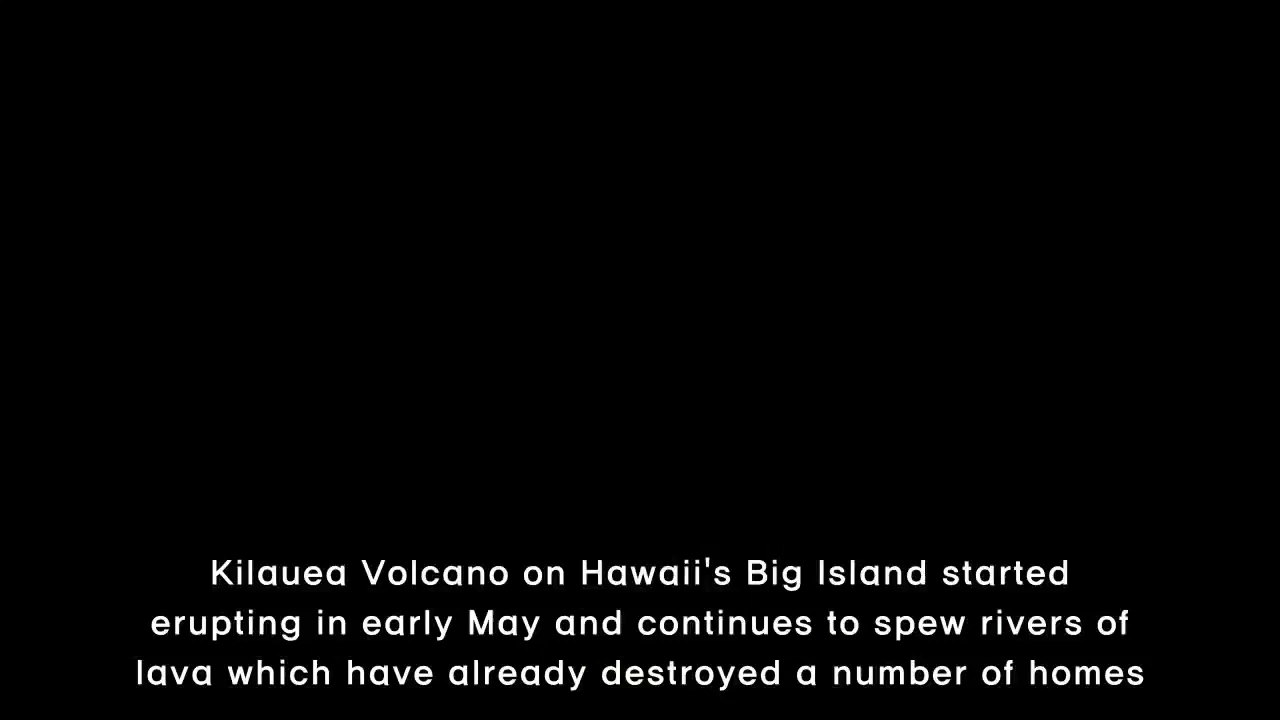 Kilauea Volcano on Hawaii's Big Island started
erupting in early May and continues to spew rivers of
lava which have already destroyed a number of homes